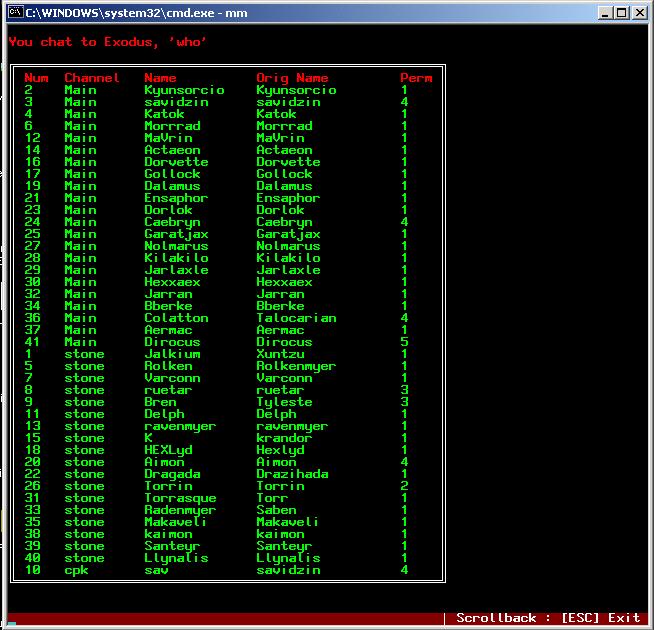 C:\WINDOWS\system32\cmd.exe - mm
You chat to Exodus, 'who'
Num Channel Name Orig Name Perm
2 Main Kyunsorcio Kyunsorcio 1
3 Main savidzin savidzin 4
4 Main Katok Katok 1
6 Main Morrrad Morrrad 1
12 Main MaVrin MaVrin 1
14 Main Actaeon Actaeon 1
16 Main Dorvette Dorvette 1
17 Main Gollock Gollock 1
19 Main Dalamus Dalamus 1
21 Main Ensaphor Ensaphor 1
23 Main Dorlok Dorlok 1
24 Main Caebryn Caebryn 4
25 Main Garatjax Garatjax 1
27 Main Nolmarus Nolmarus 1
28 Main Kilakilo Kilakilo 1
29 Main Jarlaxle Jarlaxle 1
30 Main Hexxaex Hexxaex 1
32 Main Jarran Jarran 1
34 Main Bberke Bberke 1
36 Main Colatton Talocarian 4
37 Main Aermac Aermac 1
41 Main Dirocus Dirocus 5
1 stone Jalkium Xuntzu 1
5 stone Rolken Rolkenmyer 1
7 stone Varconn Varconn 1
8 stone ruetar ruetar 3
9 stone Bren Tyleste 3
11 stone Delph Delph 1
13 stone ravenmyer ravenmyer 1
15 stone K krandor 1
18 stone HEXLyd Hexlyd 1
20 stone Aimon Aimon 4
22 stone Dragada Drazihada 1
26 stone Torrin Torrin 2
31 stone Torrasque Torr 1
33 stone Radenmyer Saben 1
35 stone Makaveli Makaveli 1
38 stone kaimon kaimon 1
39 stone Santeyr Santeyr 1
40 stone Llynalis Llynalis 1
10 cpk sav savidzin 4
Scrollback : [ESC] Exit